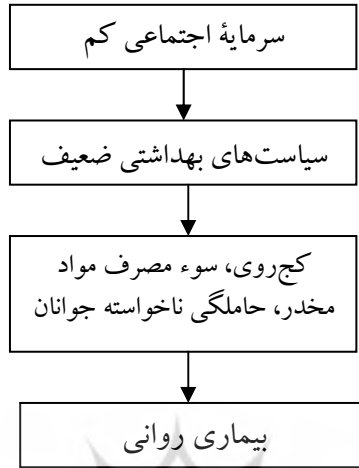 سرمایهٔ اجتماعی کم
سیاست‌های بهداشتی ضعیف
کج‌روی، سوء مصرف مواد
مخدر، حاملگی ناخواسته جوانان
بیماری روانی